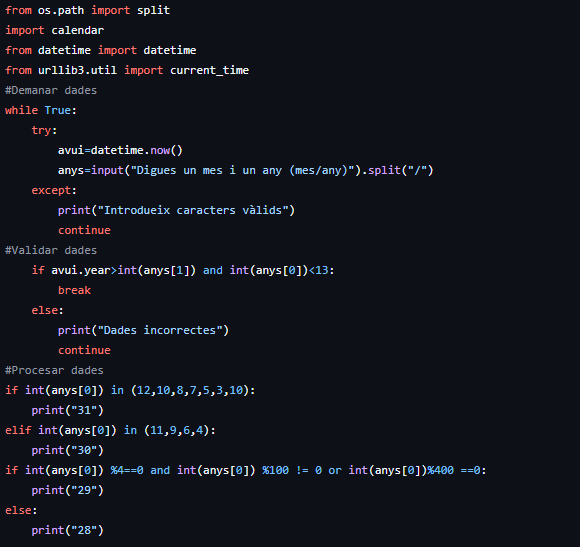 from os.path import split
import calendar
from datetime import datetime
from urllib3.util import current_time
#Demanar dades
while True:
    try:
        avui=datetime.now()
        anys=input("Digues un mes i un any (mes/any)").split("/")
    except:
        print("Introdueix caracters vàlids")
        continue
#Validar dades
    if avui.year>int(anys[1]) and int(anys[0])<13:
        break
    else:
        print("Dades incorrectes")
        continue
#Procesar dades
if int(anys[0]) in (12,10,8,7,5,3,10):
    print("31")
elif int(anys[0]) in (11,9,6,4):
    print("30")
if int(anys[0]) %4==0 and int(anys[0]) %100 != 0 or int(anys[0])%400 ==0:
    print("29")
else:
    print("28")